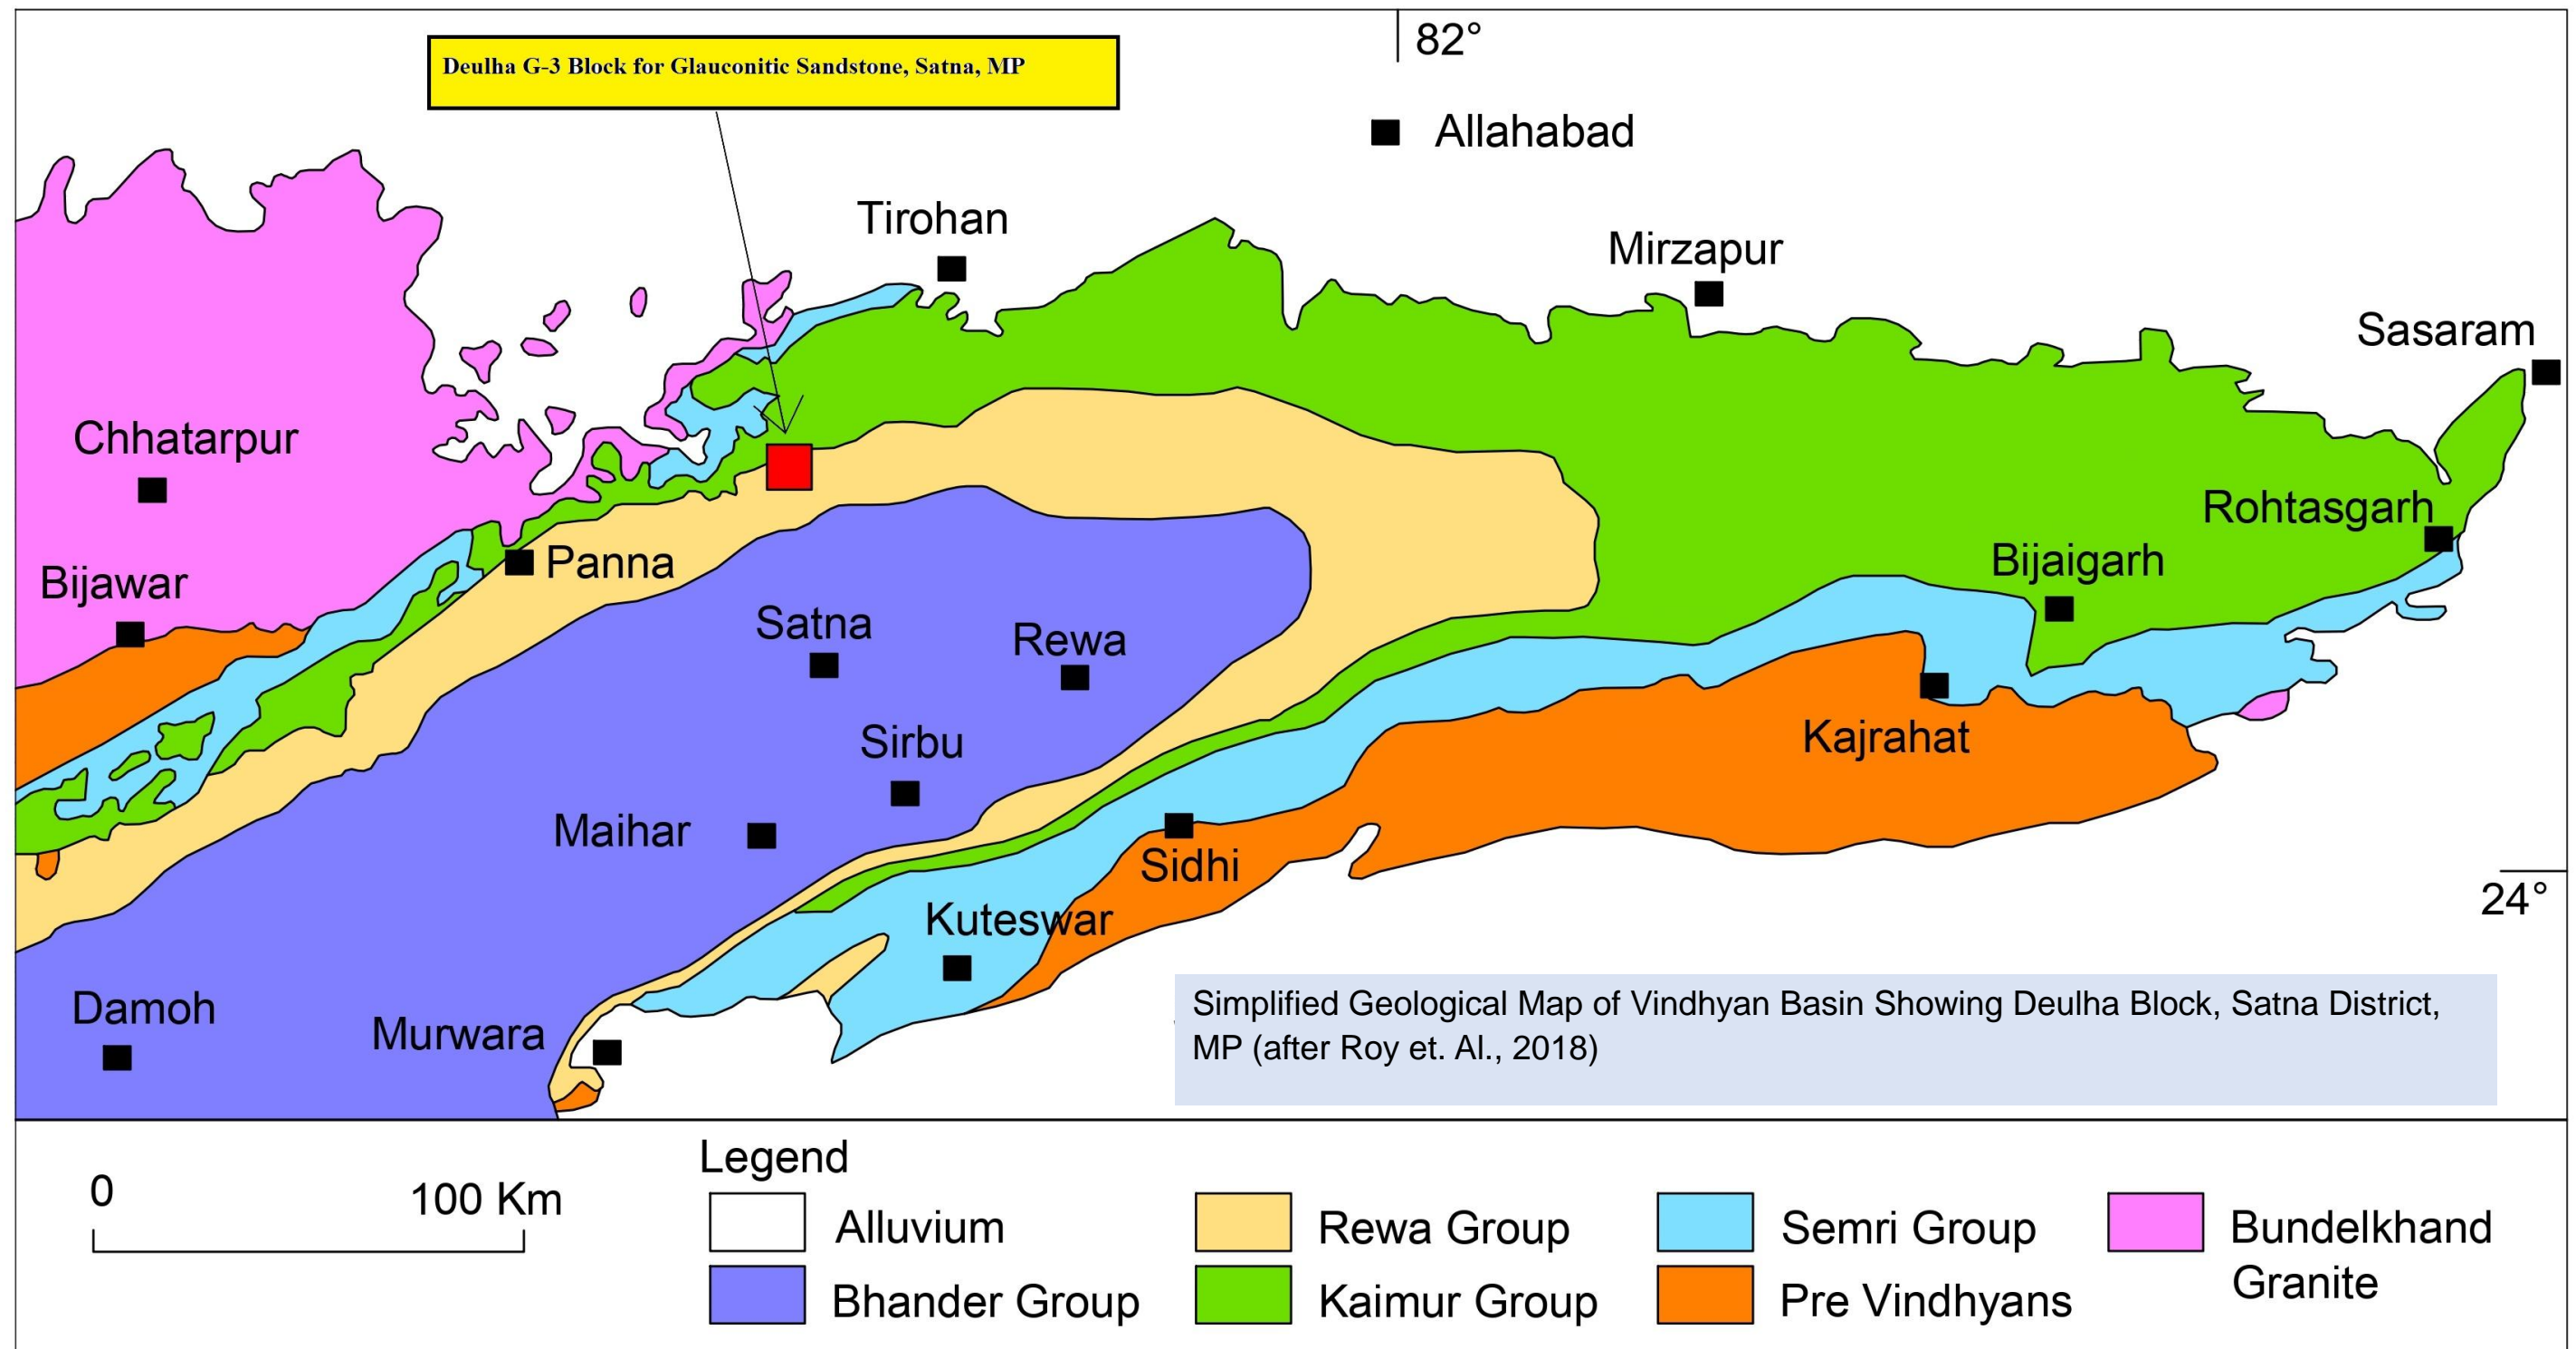 82°
Deulha G-3 Block for Glauconitic Sandstone, Satna, MP
Allahabad
Tirohan
Mirzapur
Sasaram
Chhatarpur
Rohtasgarh
Bijaigarh
Panna
Bijawar
Satna
Rewa
Kajrahat
Sirbu
Maihar
Sidhi
24°
Kuteswar
Damoh
Murwara
Simplified Geological Map of Vindhyan Basin Showing Deulha Block, Satna District,
MP (after Roy et. Al., 2018)
0 100 Km
Legend
Alluvium
Bhander Group
Rewa Group
Kaimur Group
Semri Group
Pre Vindhyans
Bundelkhand
Granite